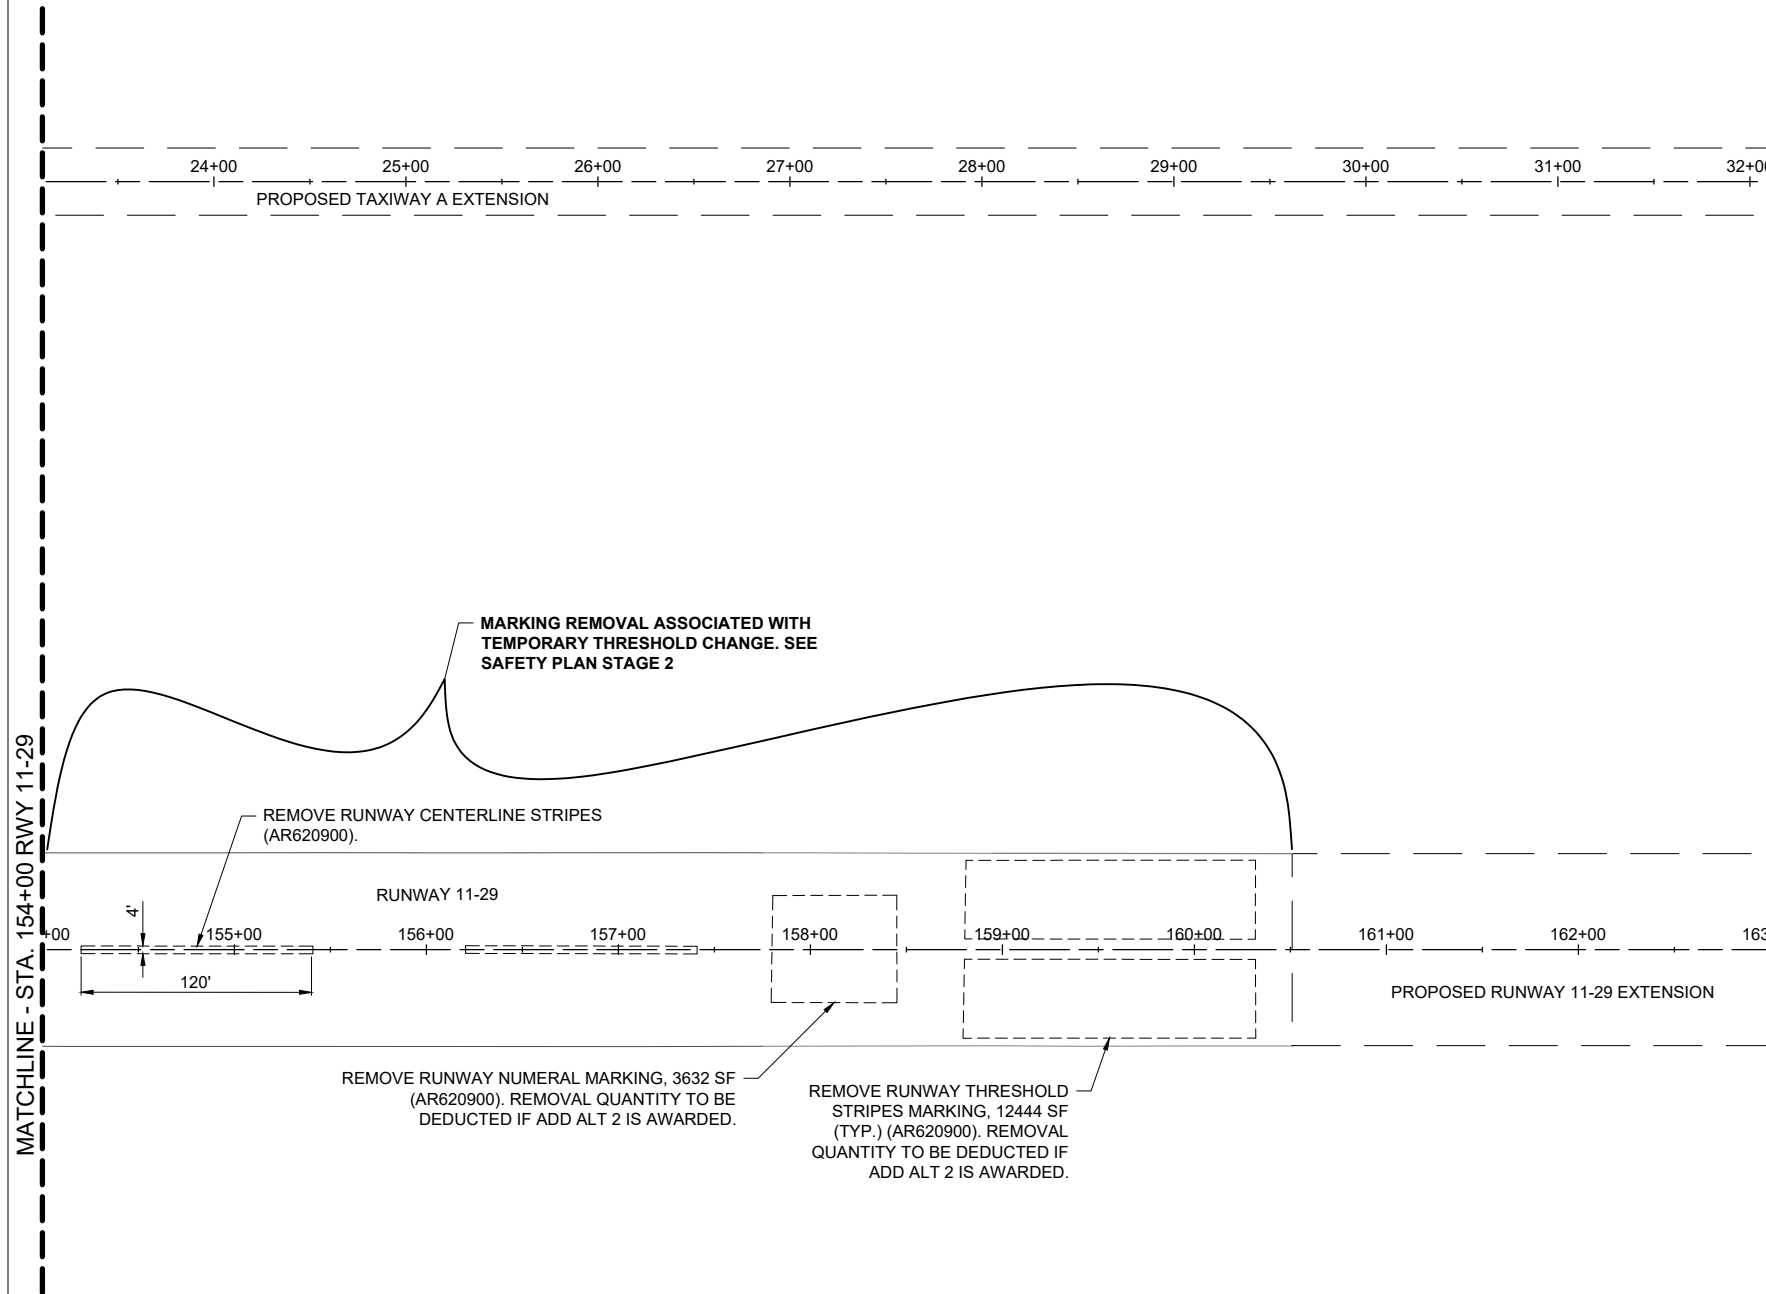 24+00 25+00 26+00 27+00 28+00 29+00 30+00 31+00 32+0
PROPOSED TAXIWAY A EXTENSION
MARKING REMOVAL ASSOCIATED WITH
TEMPORARY THRESHOLD CHANGE. SEE
SAFETY PLAN STAGE 2
MATCHLINE - STA. 154+00 RWY 11-29
REMOVE RUNWAY CENTERLINE STRIPES
(AR620900).
RUNWAY 11-29
4'
+00 155+00 156+00 157+00 158+00 159+00 160+00 161+00 162+00 163
120'
PROPOSED RUNWAY 11-29 EXTENSION
REMOVE RUNWAY NUMERAL MARKING, 3632 SF
(AR620900). REMOVAL QUANTITY TO BE
DEDUCTED IF ADD ALT 2 IS AWARDED.
REMOVE RUNWAY THRESHOLD
STRIPES MARKING, 12444 SF
(TYP.) (AR620900). REMOVAL
QUANTITY TO BE DEDUCTED IF
ADD ALT 2 IS AWARDED.